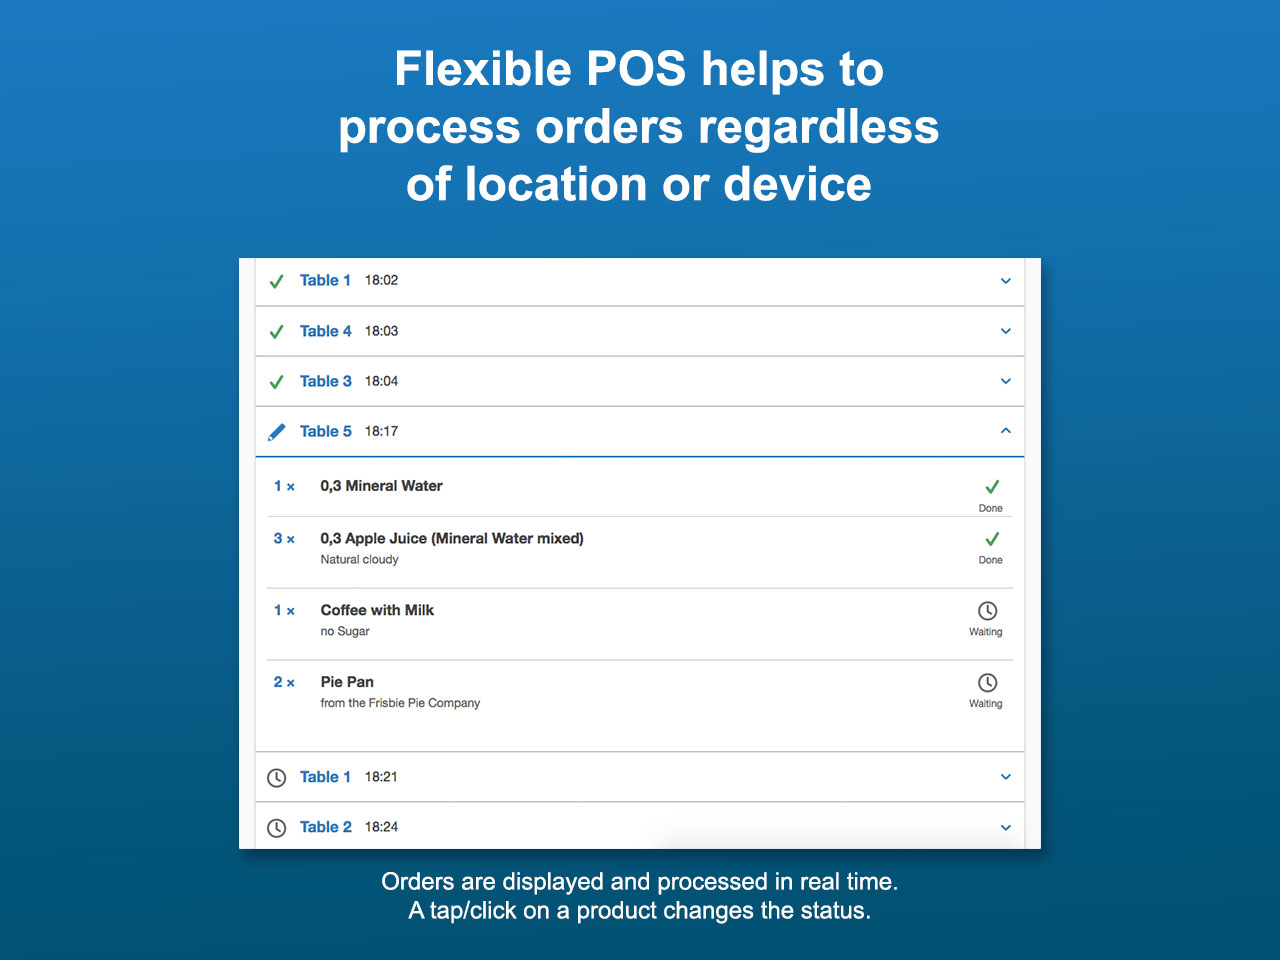 Flexible POS helps to
process orders regardless
of location or device
Table 1 18:02
Table 4 18:03
Table 3 18:04
Table 5 18:17
1 × 0,3 Mineral Water
Done
3 × 0,3 Apple Juice (Mineral Water mixed)
Natural cloudy Done
1 × Coffee with Milk
no Sugar Waiting
2 × Pie Pan
from the Frisbie Pie Company Waiting
Table 1 18:21
Table 2 18:24
Orders are displayed and processed in real time.
A tap/click on a product changes the status.